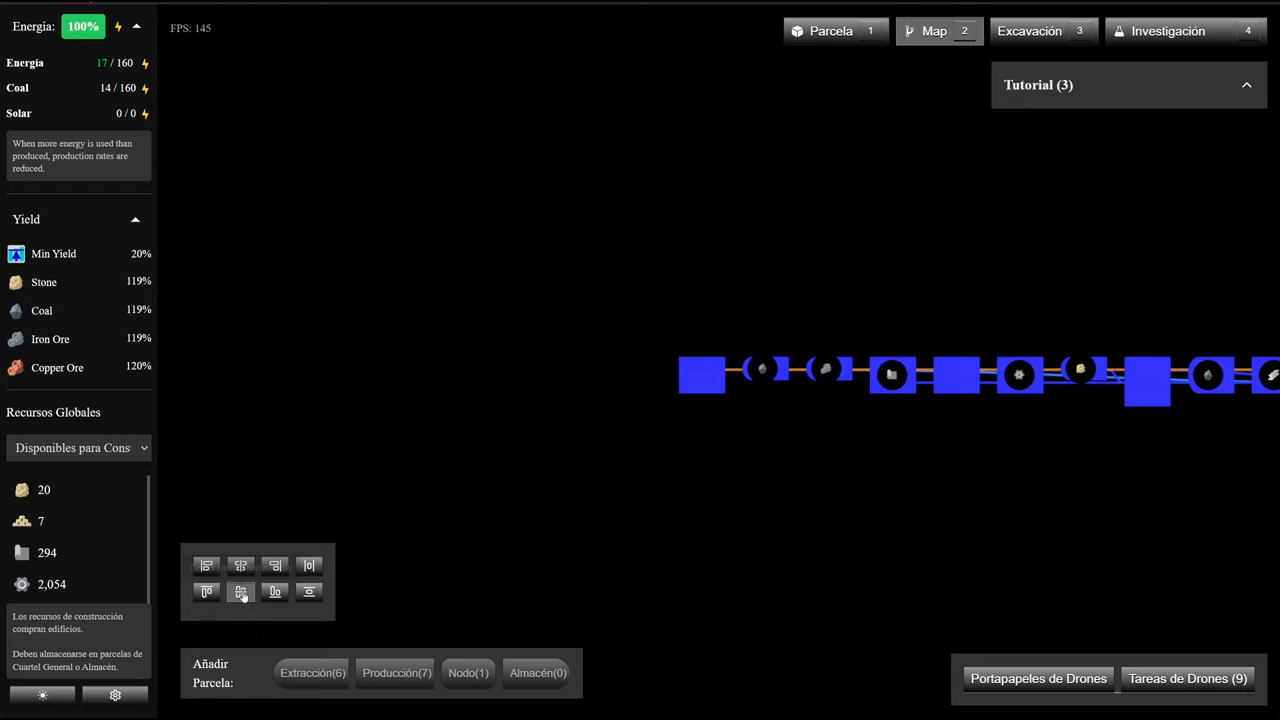 Energía: 100%
FPS: 145
Parcela 1
Map 2
Excavación 3
Investigación 4
Energía 17 / 160
Coal 14 / 160
Solar 0 / 0
Tutorial (3)
When more energy is used than
produced, production rates are
reduced.
Yield
Min Yield 20%
Stone 119%
Coal 119%
Iron Ore 119%
Copper Ore 120%
Recursos Globales
Disponibles para Cons
20
7
294
2,054
Los recursos de construcción
compran edificios.
Deben almacenarse en parcelas de
Cuartel General o Almacén.
Añadir
Parcela:
Extracción(6)
Producción(7)
Nodo(1)
Almacén(0)
Portapapeles de Drones
Tareas de Drones (9)